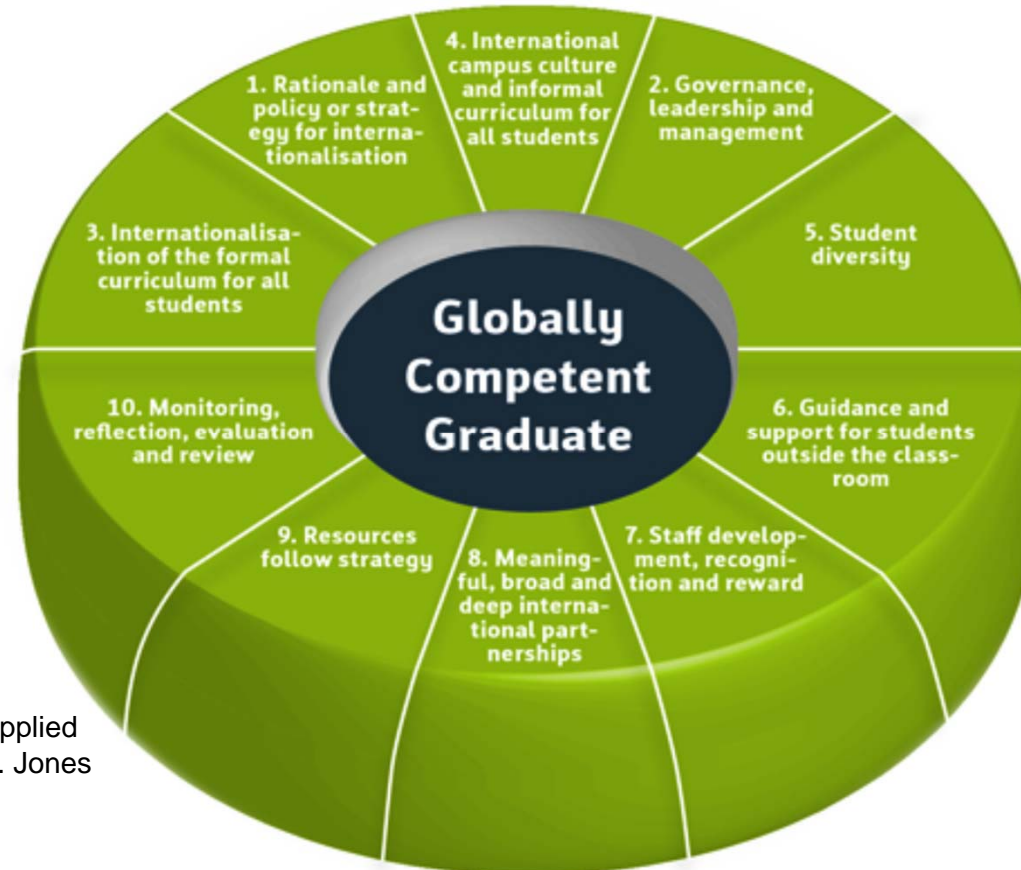 4. International
campus culture
and informal
curriculum for
all students
1. Rationale and
policy or strat-
egy for interna-
tionalisation
2. Governance,
leadership and
management
3. Internationalisa-
tion of the formal
curriculum for all
students
5. Student
diversity
Globally
Competent
Graduate
10. Monitoring,
reflection, evaluation
and review
6. Guidance and
support for students
outside the class-
room
9. Resources
follow strategy
8. Meaning-
ful, broad and
deep interna-
tional part-
nerships
7. Staff develop-
ment, recogni-
tion and reward
pplied
. Jones